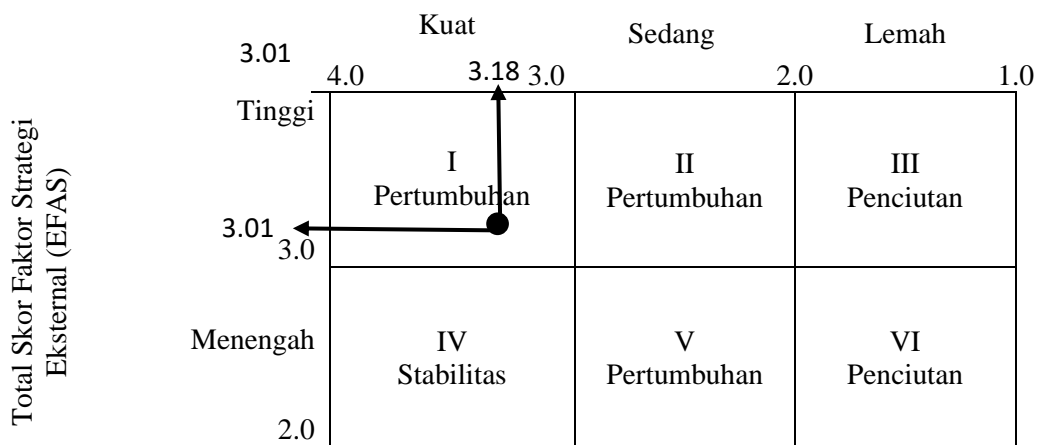 Kuat Sedang Lemah
3.01
4.0 3.18 3.0 2.0 1.0
Tinggi
I II III
Pertumbuhan Pertumbuhan Penciutan
3.01
3.0
Menengah IV V VI
Stabilitas Pertumbuhan Penciutan
2.0
Total Skor Faktor Strategi
Eksternal (EFAS)